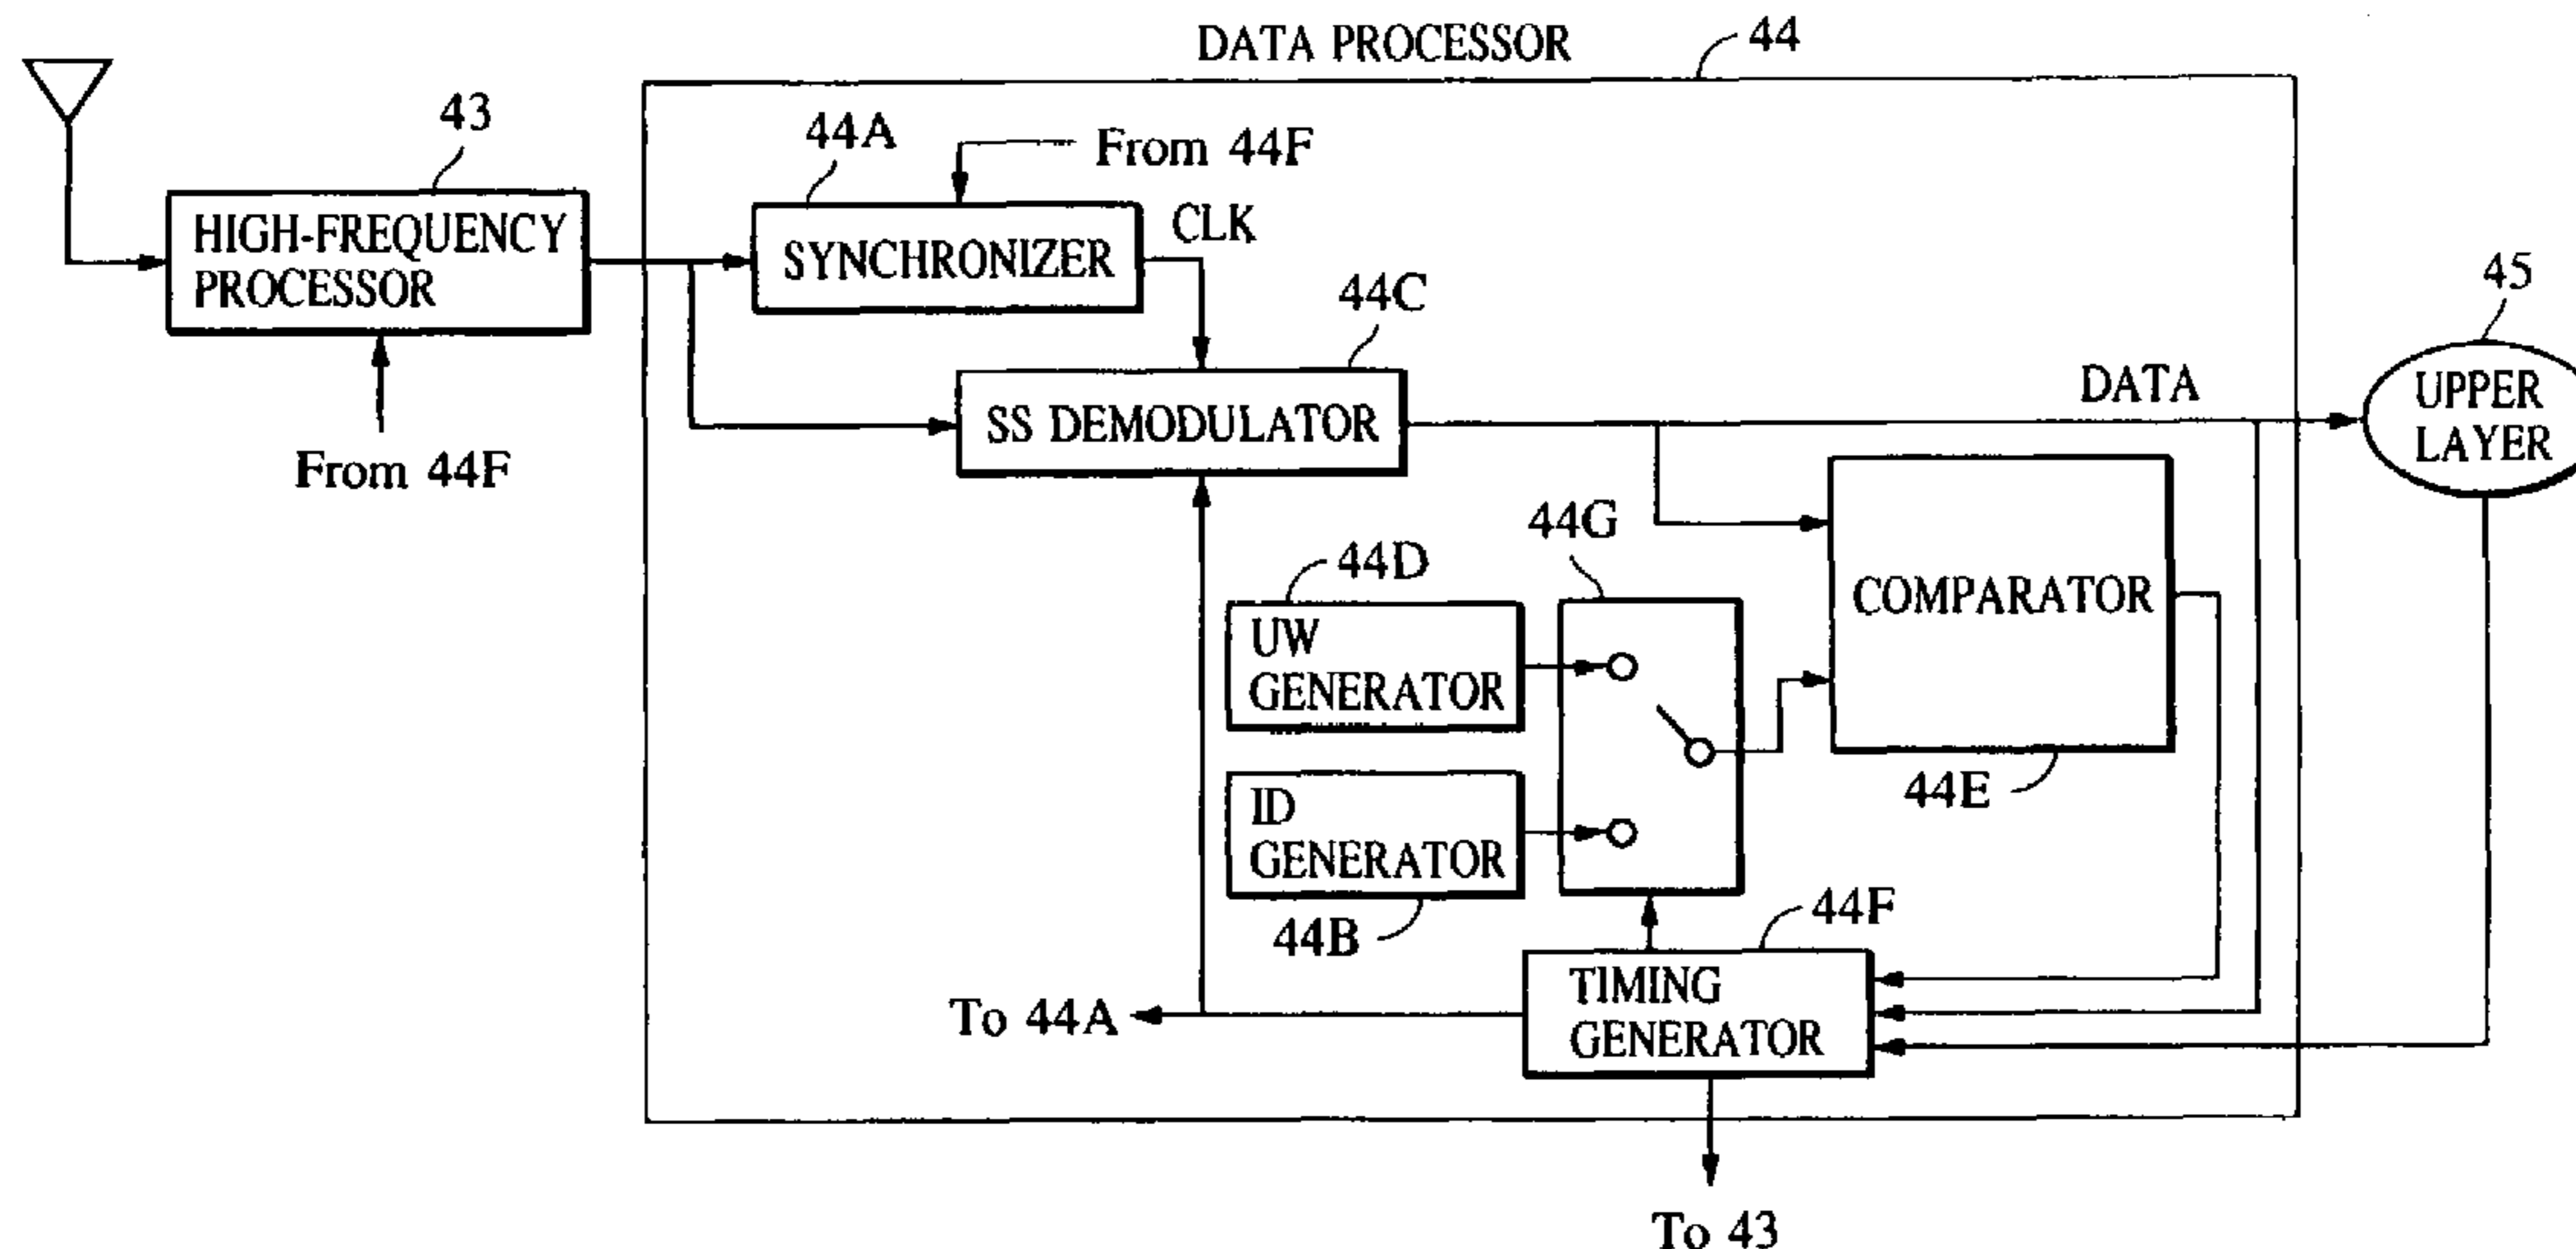 DATA PROCESSOR
44
43
44A
From 44F
HIGH-FREQUENCY
PROCESSOR
SYNCHRONIZER
CLK
From 44F
44C
SS DEMODULATOR
DATA
45
UPPER
LAYER
44G
44D
UW
GENERATOR
COMPARATOR
44E
ID
GENERATOR
44B
44F
TIMING
GENERATOR
To 44A
To 43